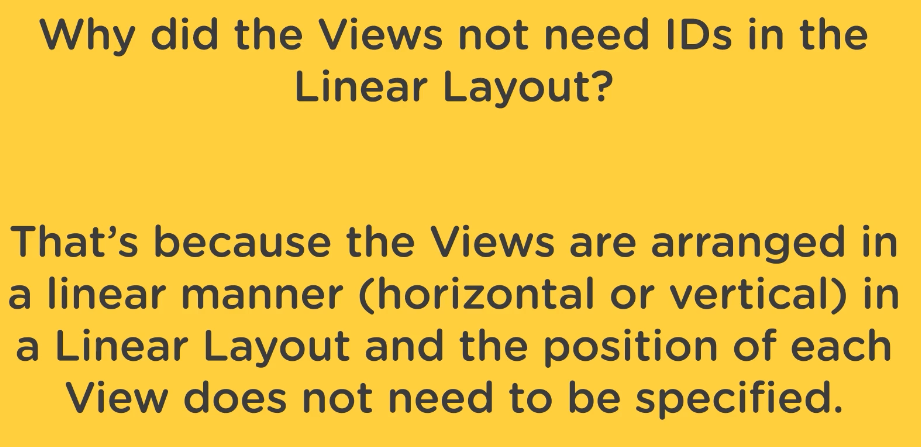 Why did the Views not need IDs in the
Linear Layout?
That’s because the Views are arranged in
a linear manner (horizontal or vertical) in
a Linear Layout and the position of each
View does not need to be specified.